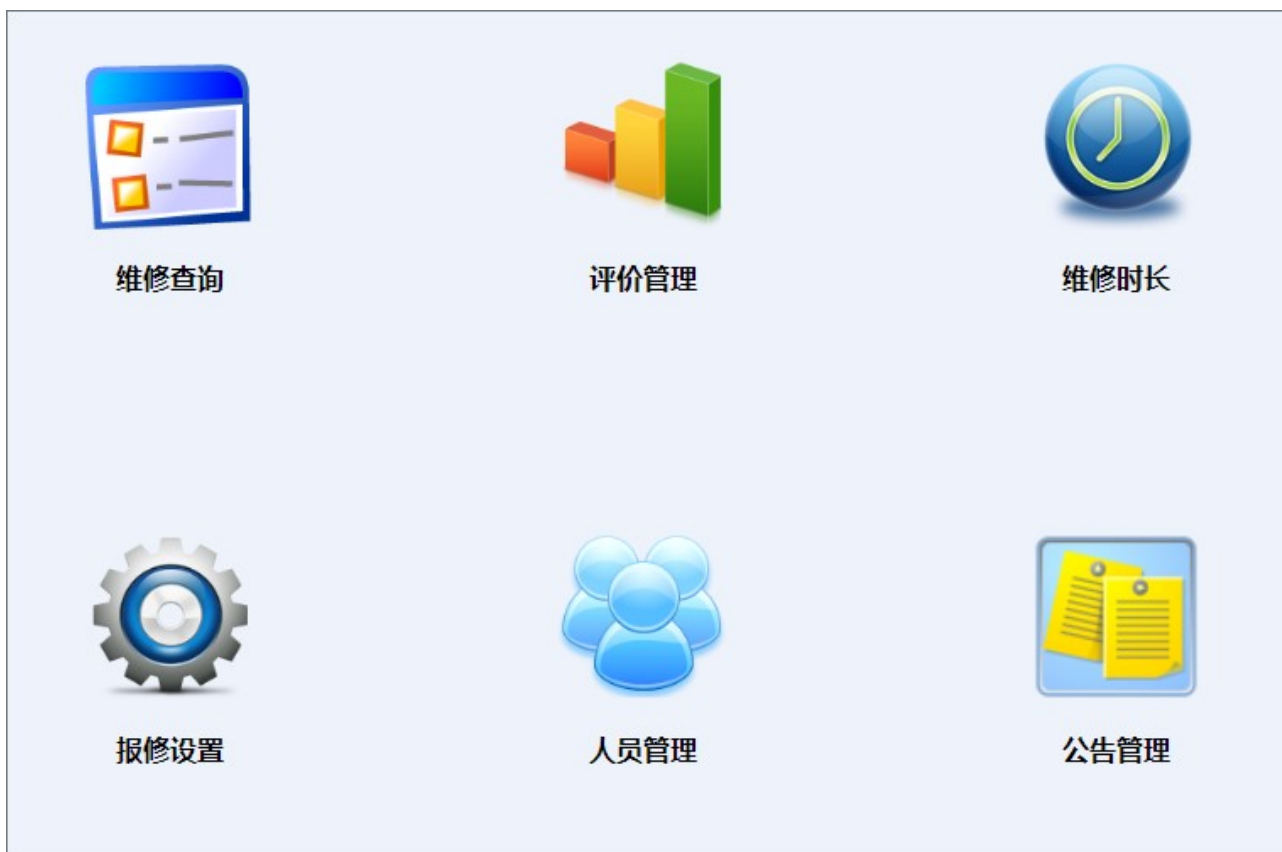 维修查询
评价管理
维修时长
报修设置
人员管理
公告管理